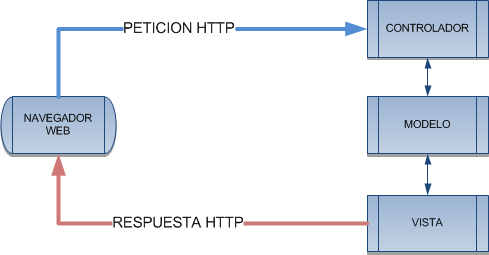 PETICION HTTP
CONTROLADOR
NAVEGADOR
WEB
MODELO
RESPUESTA HTTP
VISTA